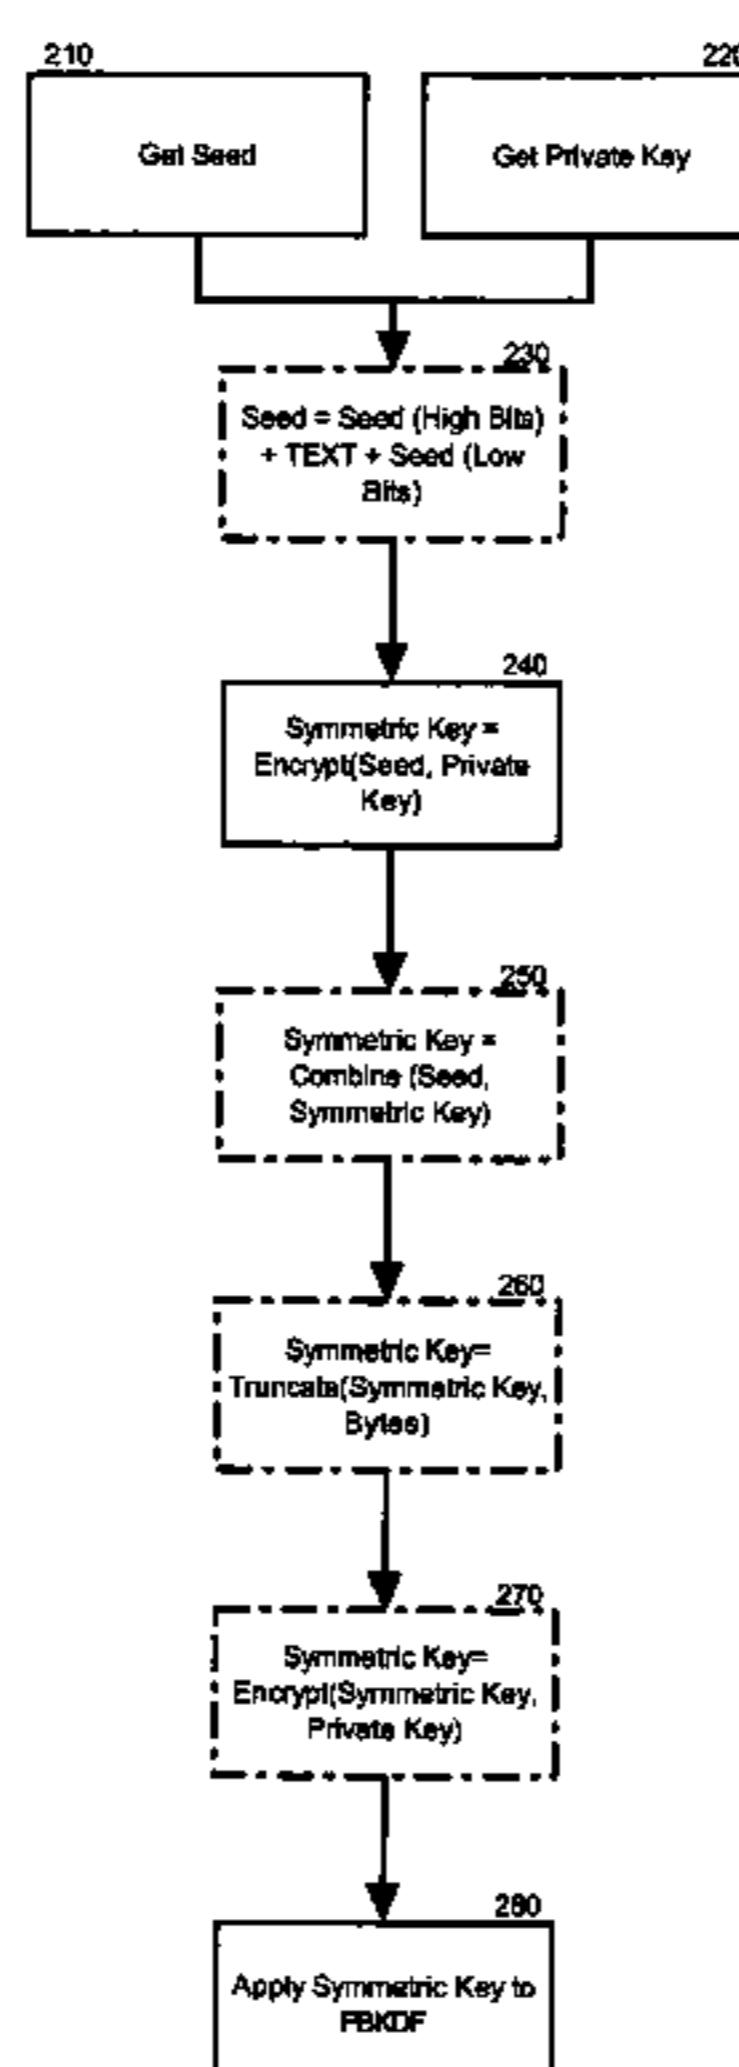 210
220
Get Seed
Get Private Key
230
Seed = Seed (High Bits)
+ TEXT + Seed (Low
Bits)
240
Symmetric Key =
Encrypt(Seed, Private
Key)
250
Symmetric Key =
Combine (Seed,
Symmetric Key)
260
Symmetric Key=
Truncate(Symmetric Key,
Bytes)
270
Symmetric Key=
Encrypt(Symmetric Key,
Private Key)
280
Apply Symmetric Key to
PBKDF